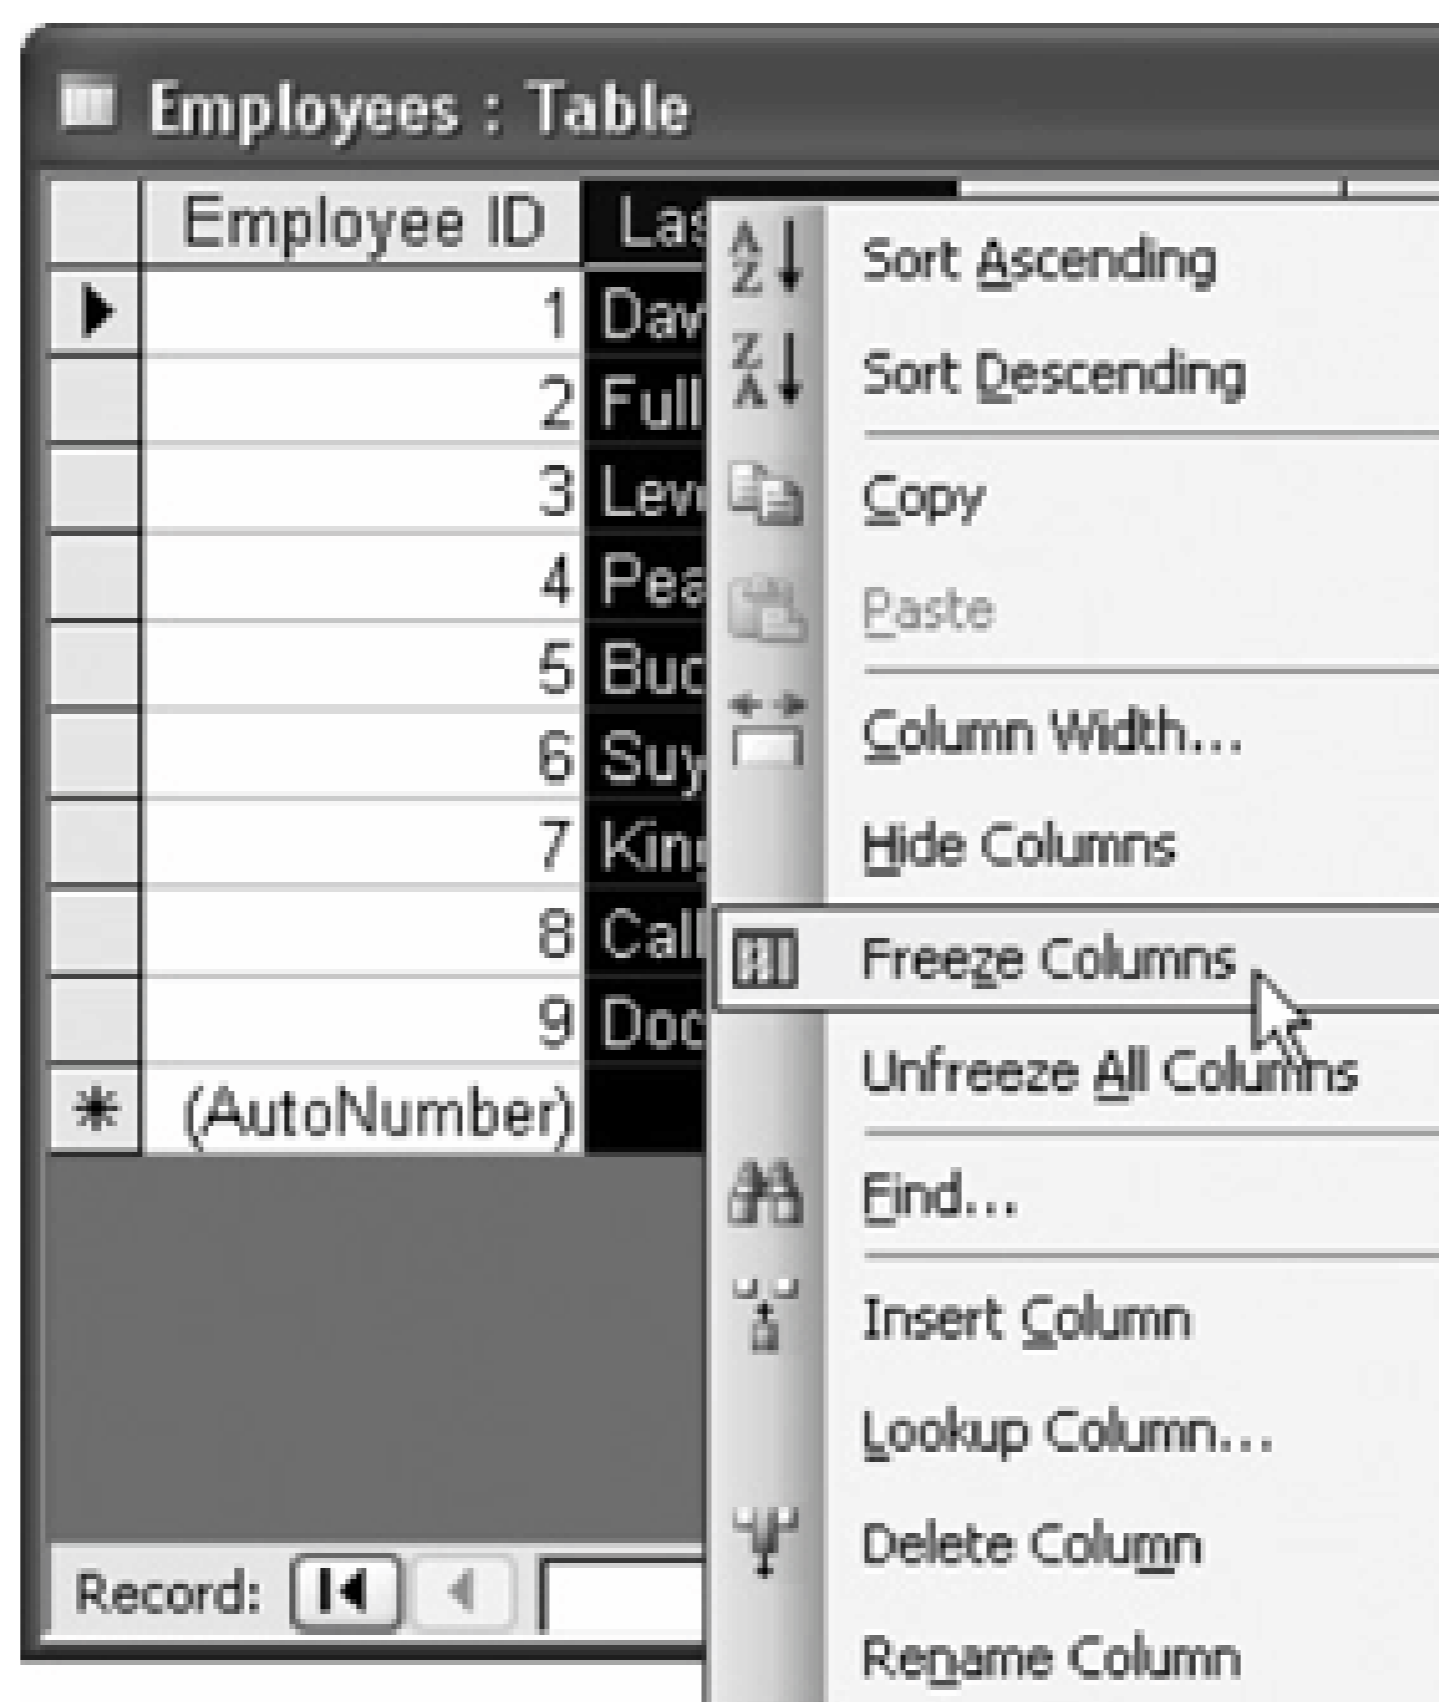 Employees : Table
Employee ID Las
1 Dav
2 Full
3 Lev
4 Pea
5 Buc
6 Suy
7 King
8 Call
9 Doc
(AutoNumber)
Record:
Sort Ascending
Sort Descending
Copy
Paste
Column Width...
Hide Columns
Freeze Columns
Unfreeze All Columns
Find...
Insert Column
Lookup Column...
Delete Column
Rename Column